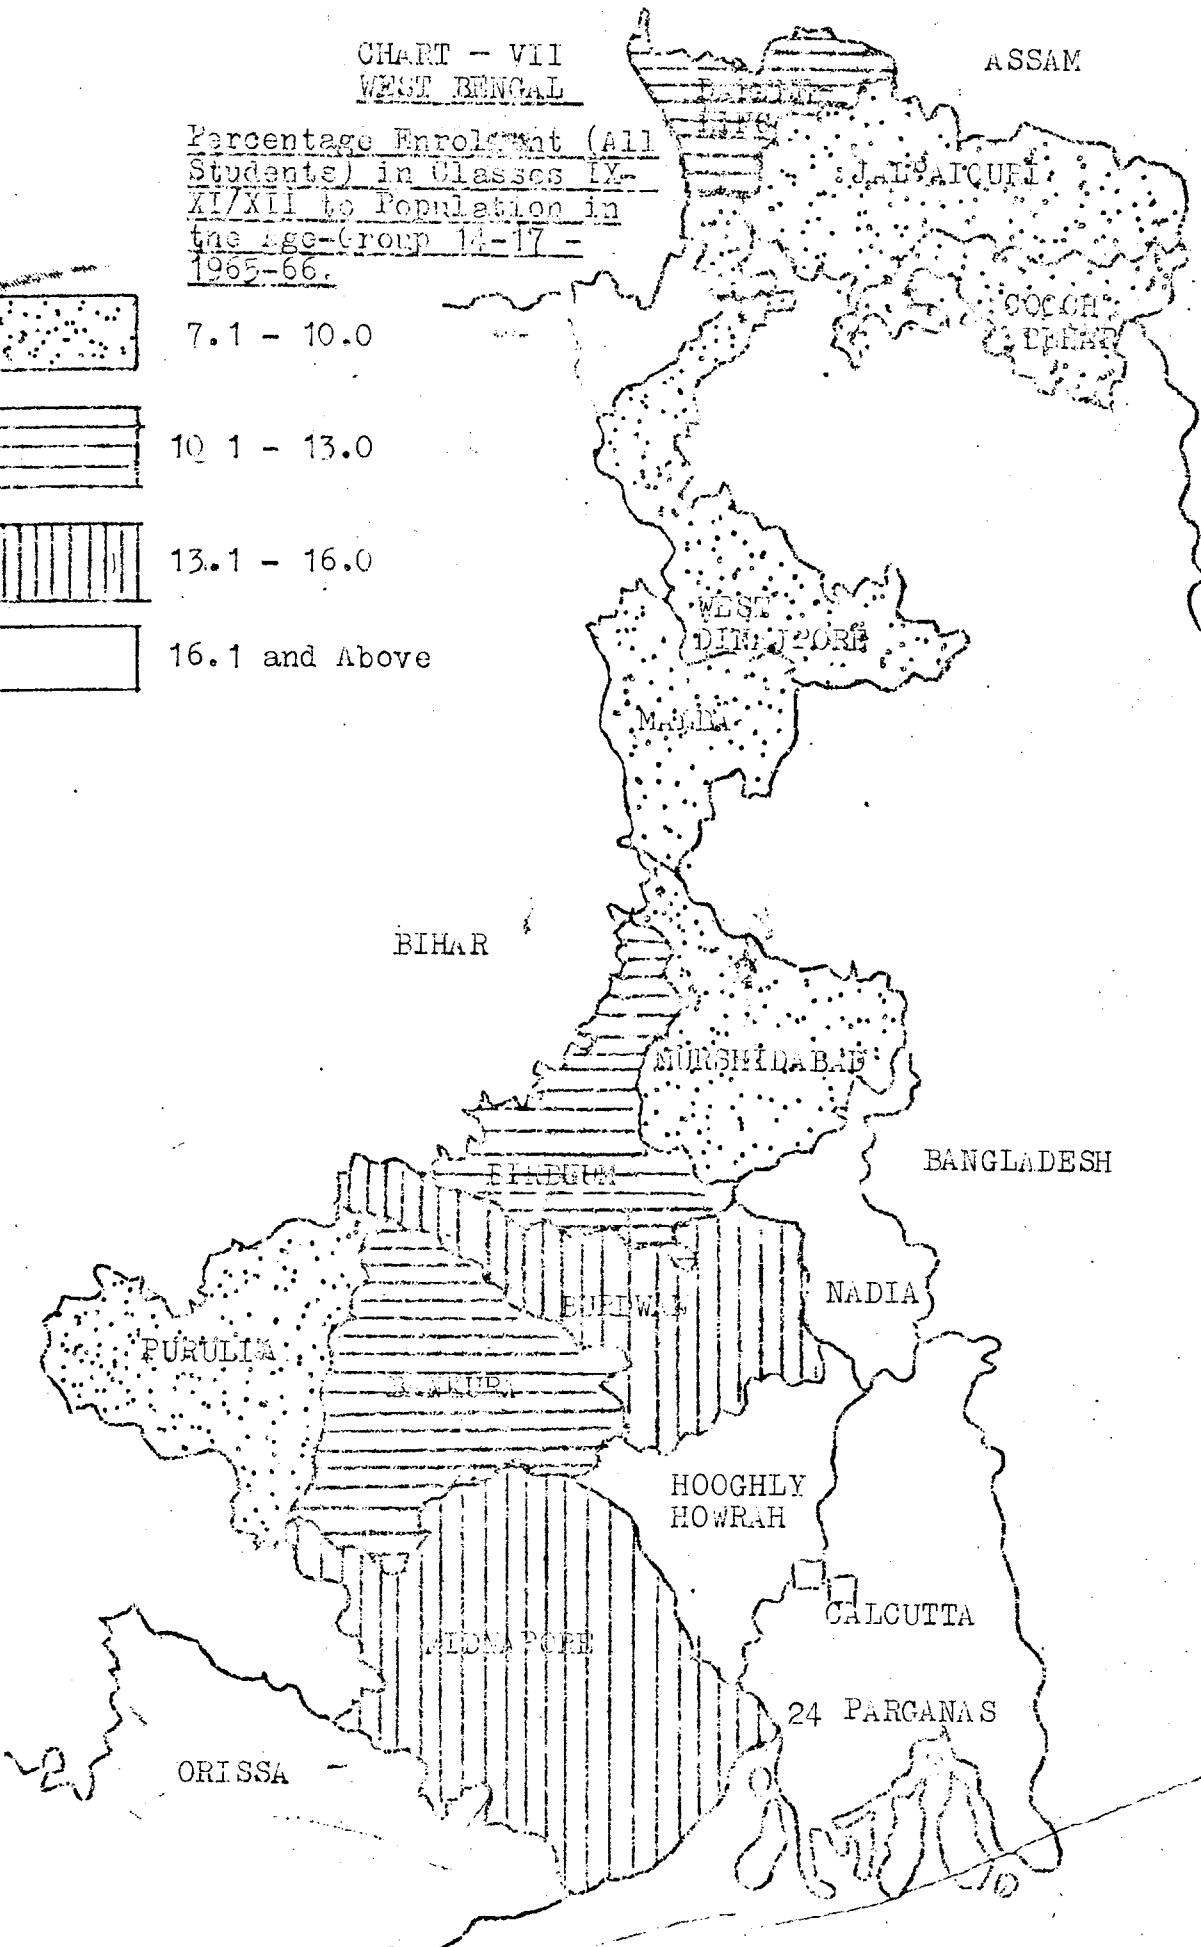 CHART - VII
WEST BENGAL
Percentage Enrolment (All
Students) in Classes IX-
XI/XII to Population in
the Age-Group 14-17 -
1965-66.
7.1 - 10.0
10 1 - 13.0
13.1 - 16.0
16.1 and Above
ASSAM
JALPAIGURI
COOCH
BEHAR
WEST
DINAJPORE
MALDA
BIHAR
MURSHIDABAD
BANGLADESH
BIRBHUM
NADIA
BURDWAN
PURULIA
BANKURA
HOOGHLY
HOWRAH
CALCUTTA
MIDNAPORE
24 PARGANAS
ORISSA